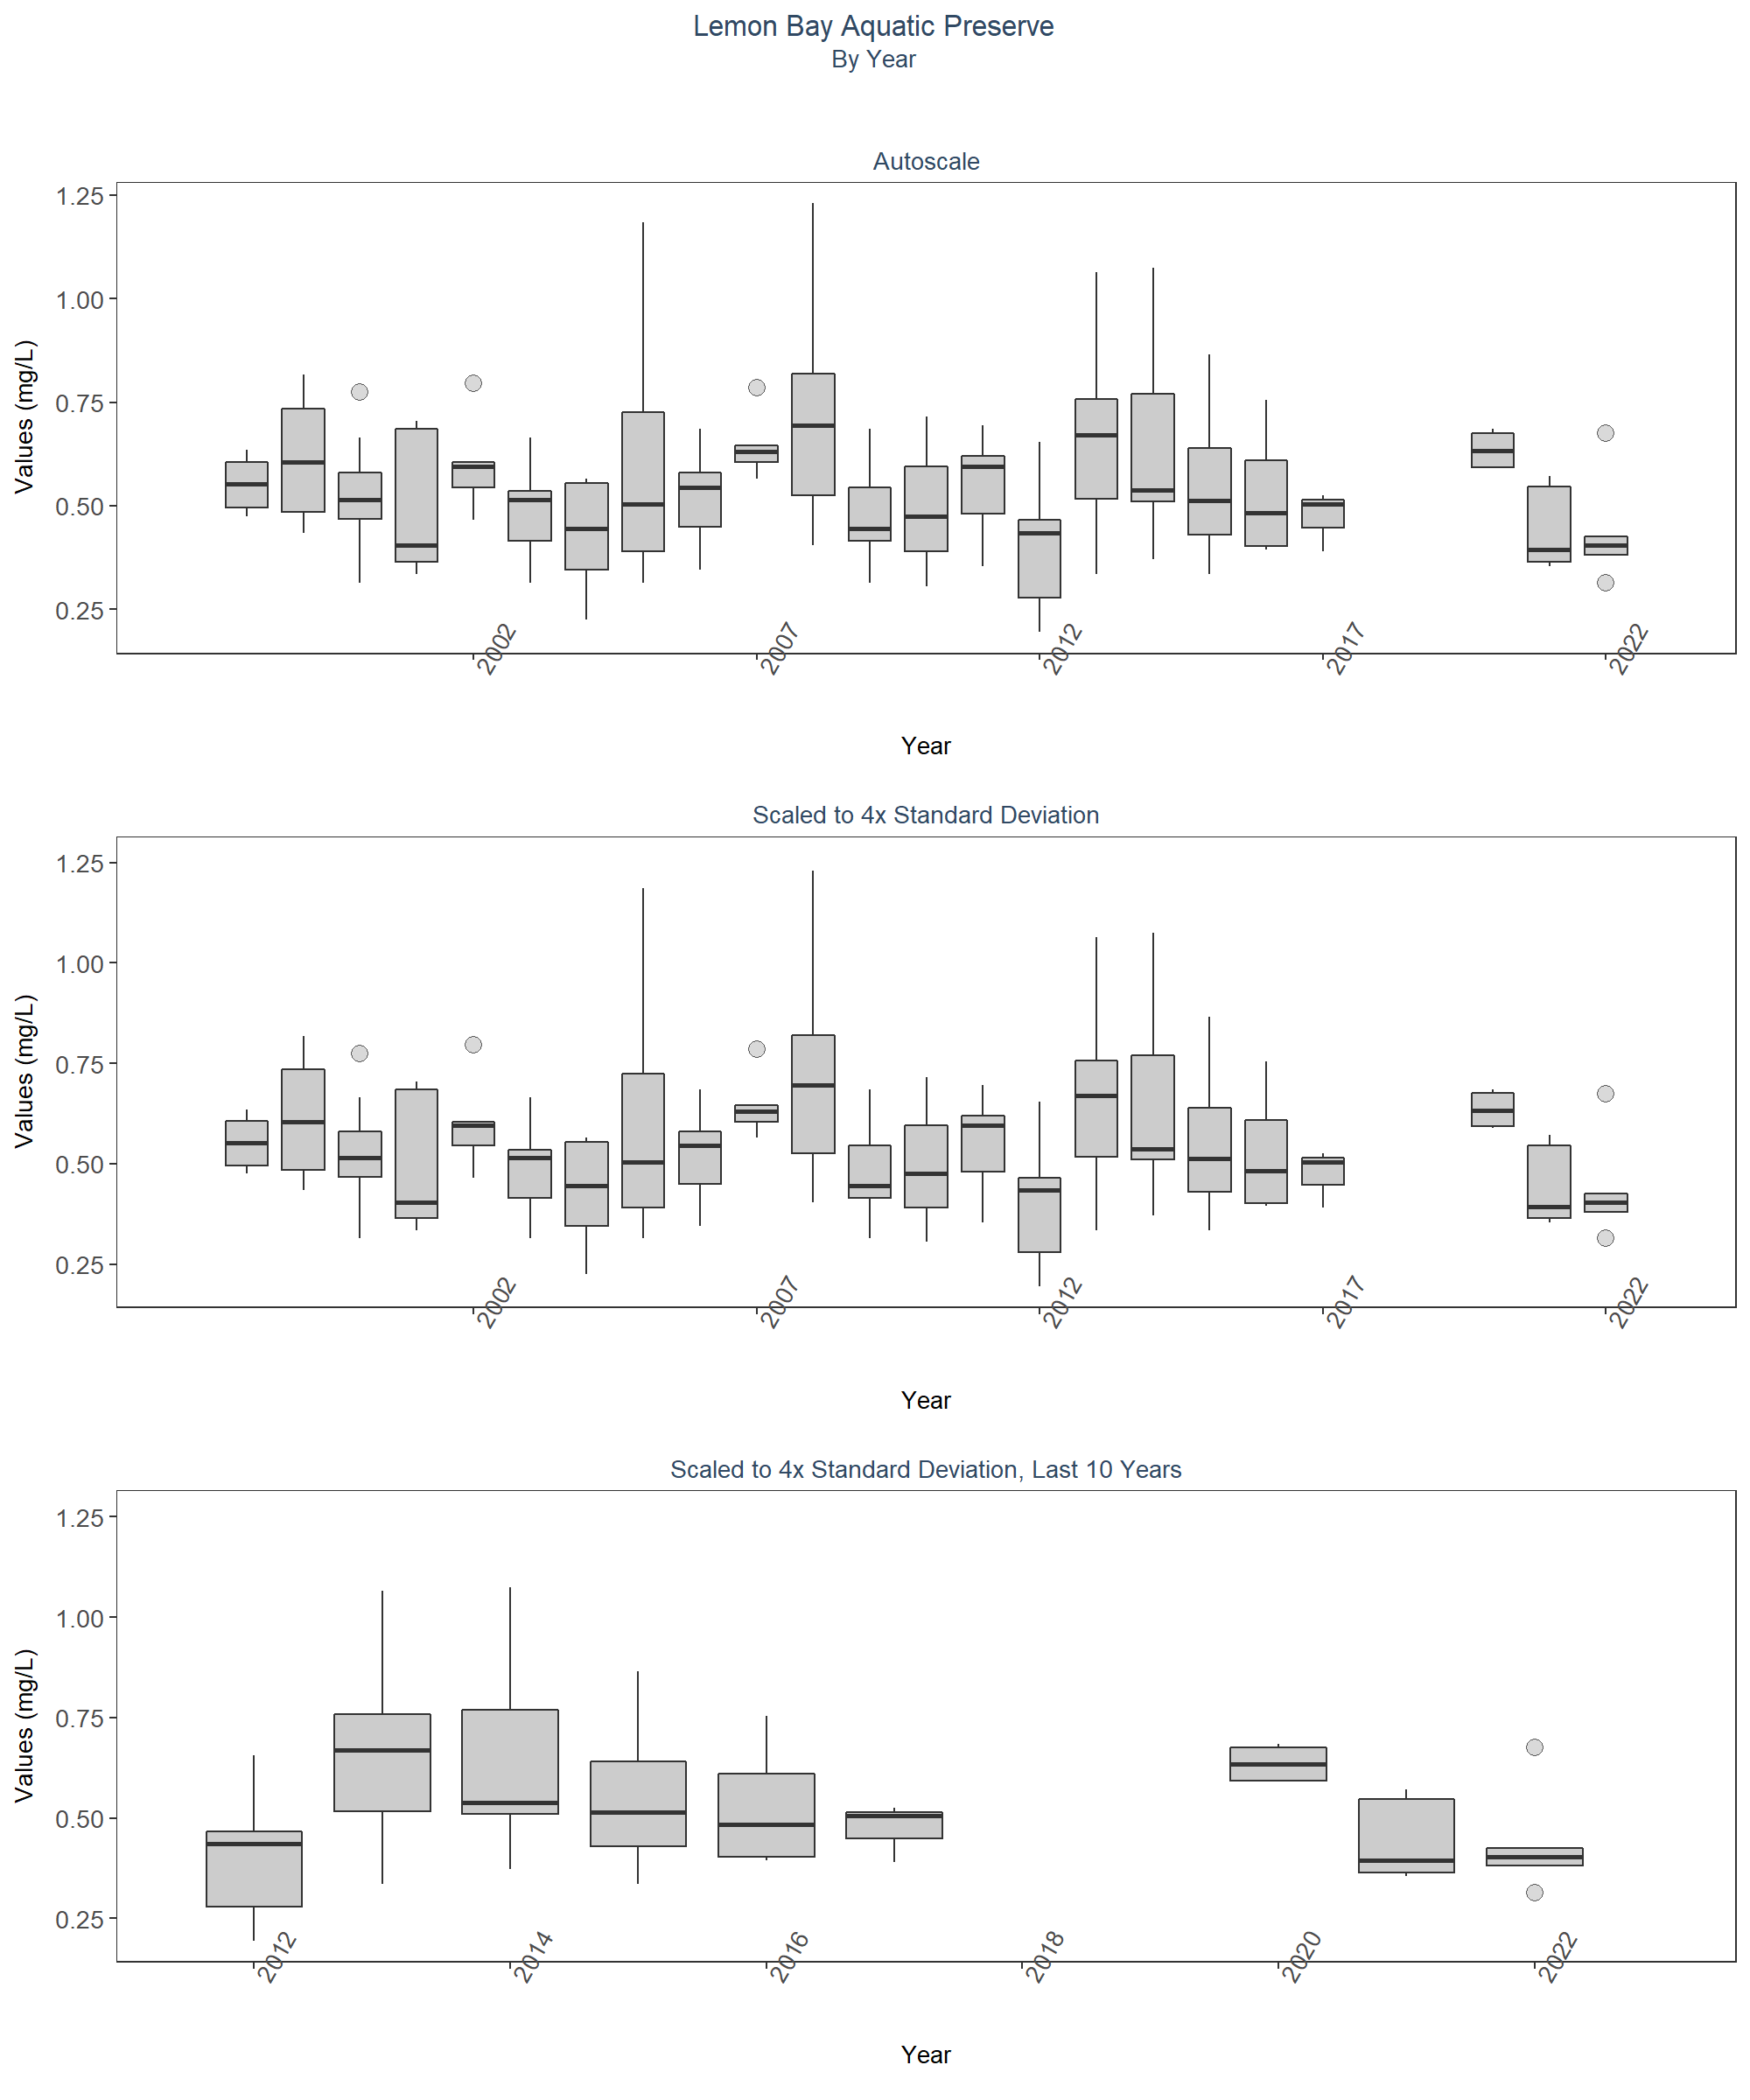 Lemon Bay Aquatic Preserve
By Year
Autoscale
Values (mg/L)
1.25
1.00
0.75
0.50
0.25
2002 2007 2012 2017 2022
Year
Scaled to 4x Standard Deviation
Values (mg/L)
1.25
1.00
0.75
0.50
0.25
2002 2007 2012 2017 2022
Year
Scaled to 4x Standard Deviation, Last 10 Years
Values (mg/L)
1.25
1.00
0.75
0.50
0.25
2012 2014 2016 2018 2020 2022
Year